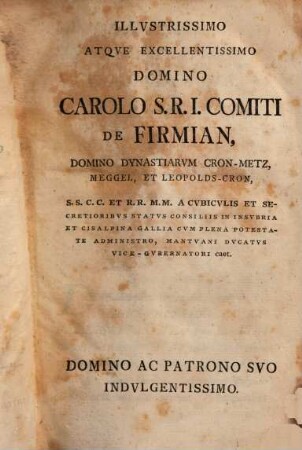 ILLVSTRISSIMO
ATQVE EXCELLENTISSIMO
DOMINO
CAROLO S.R.I. COMITI
DE FIRMIAN,
DOMINO DYNASTIARVM CRON-METZ,
MEGGEL, ET LEOPOLDS-CRON,
S.S. C.C. ET R.R. M.M. A CVBICVLIS ET SE-
CRETIORIBVS STATVS CONSILIIS IN INSVBRIA
ET CISALPINA GALLIA CVM PLENA POTESTA-
TE ADMINISTRO, MANTVANI DVCATVS
VICE-GVBERNATORI caet.
DOMINO AC PATRONO SVO
INDVLGENTISSIMO.